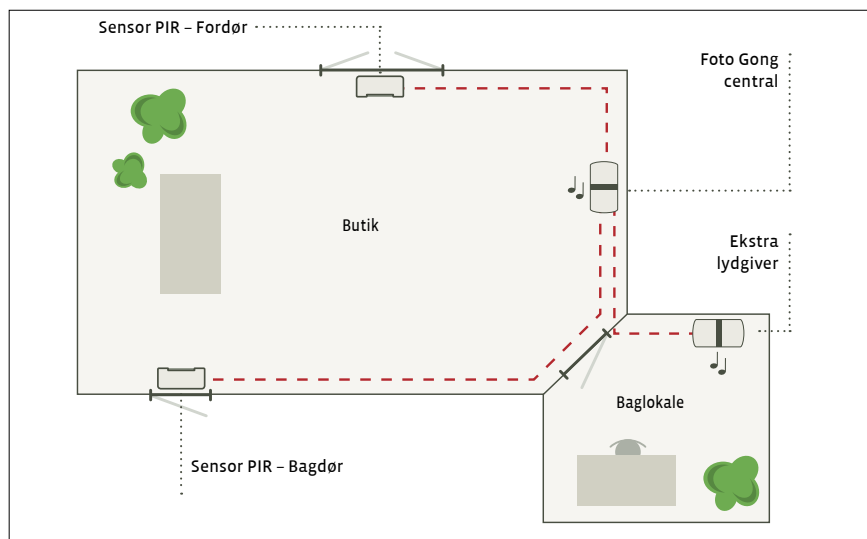 Sensor PIR – Fordør
Foto Gong
central
Butik
Ekstra
lydgiver
Baglokale
Sensor PIR – Bagdør